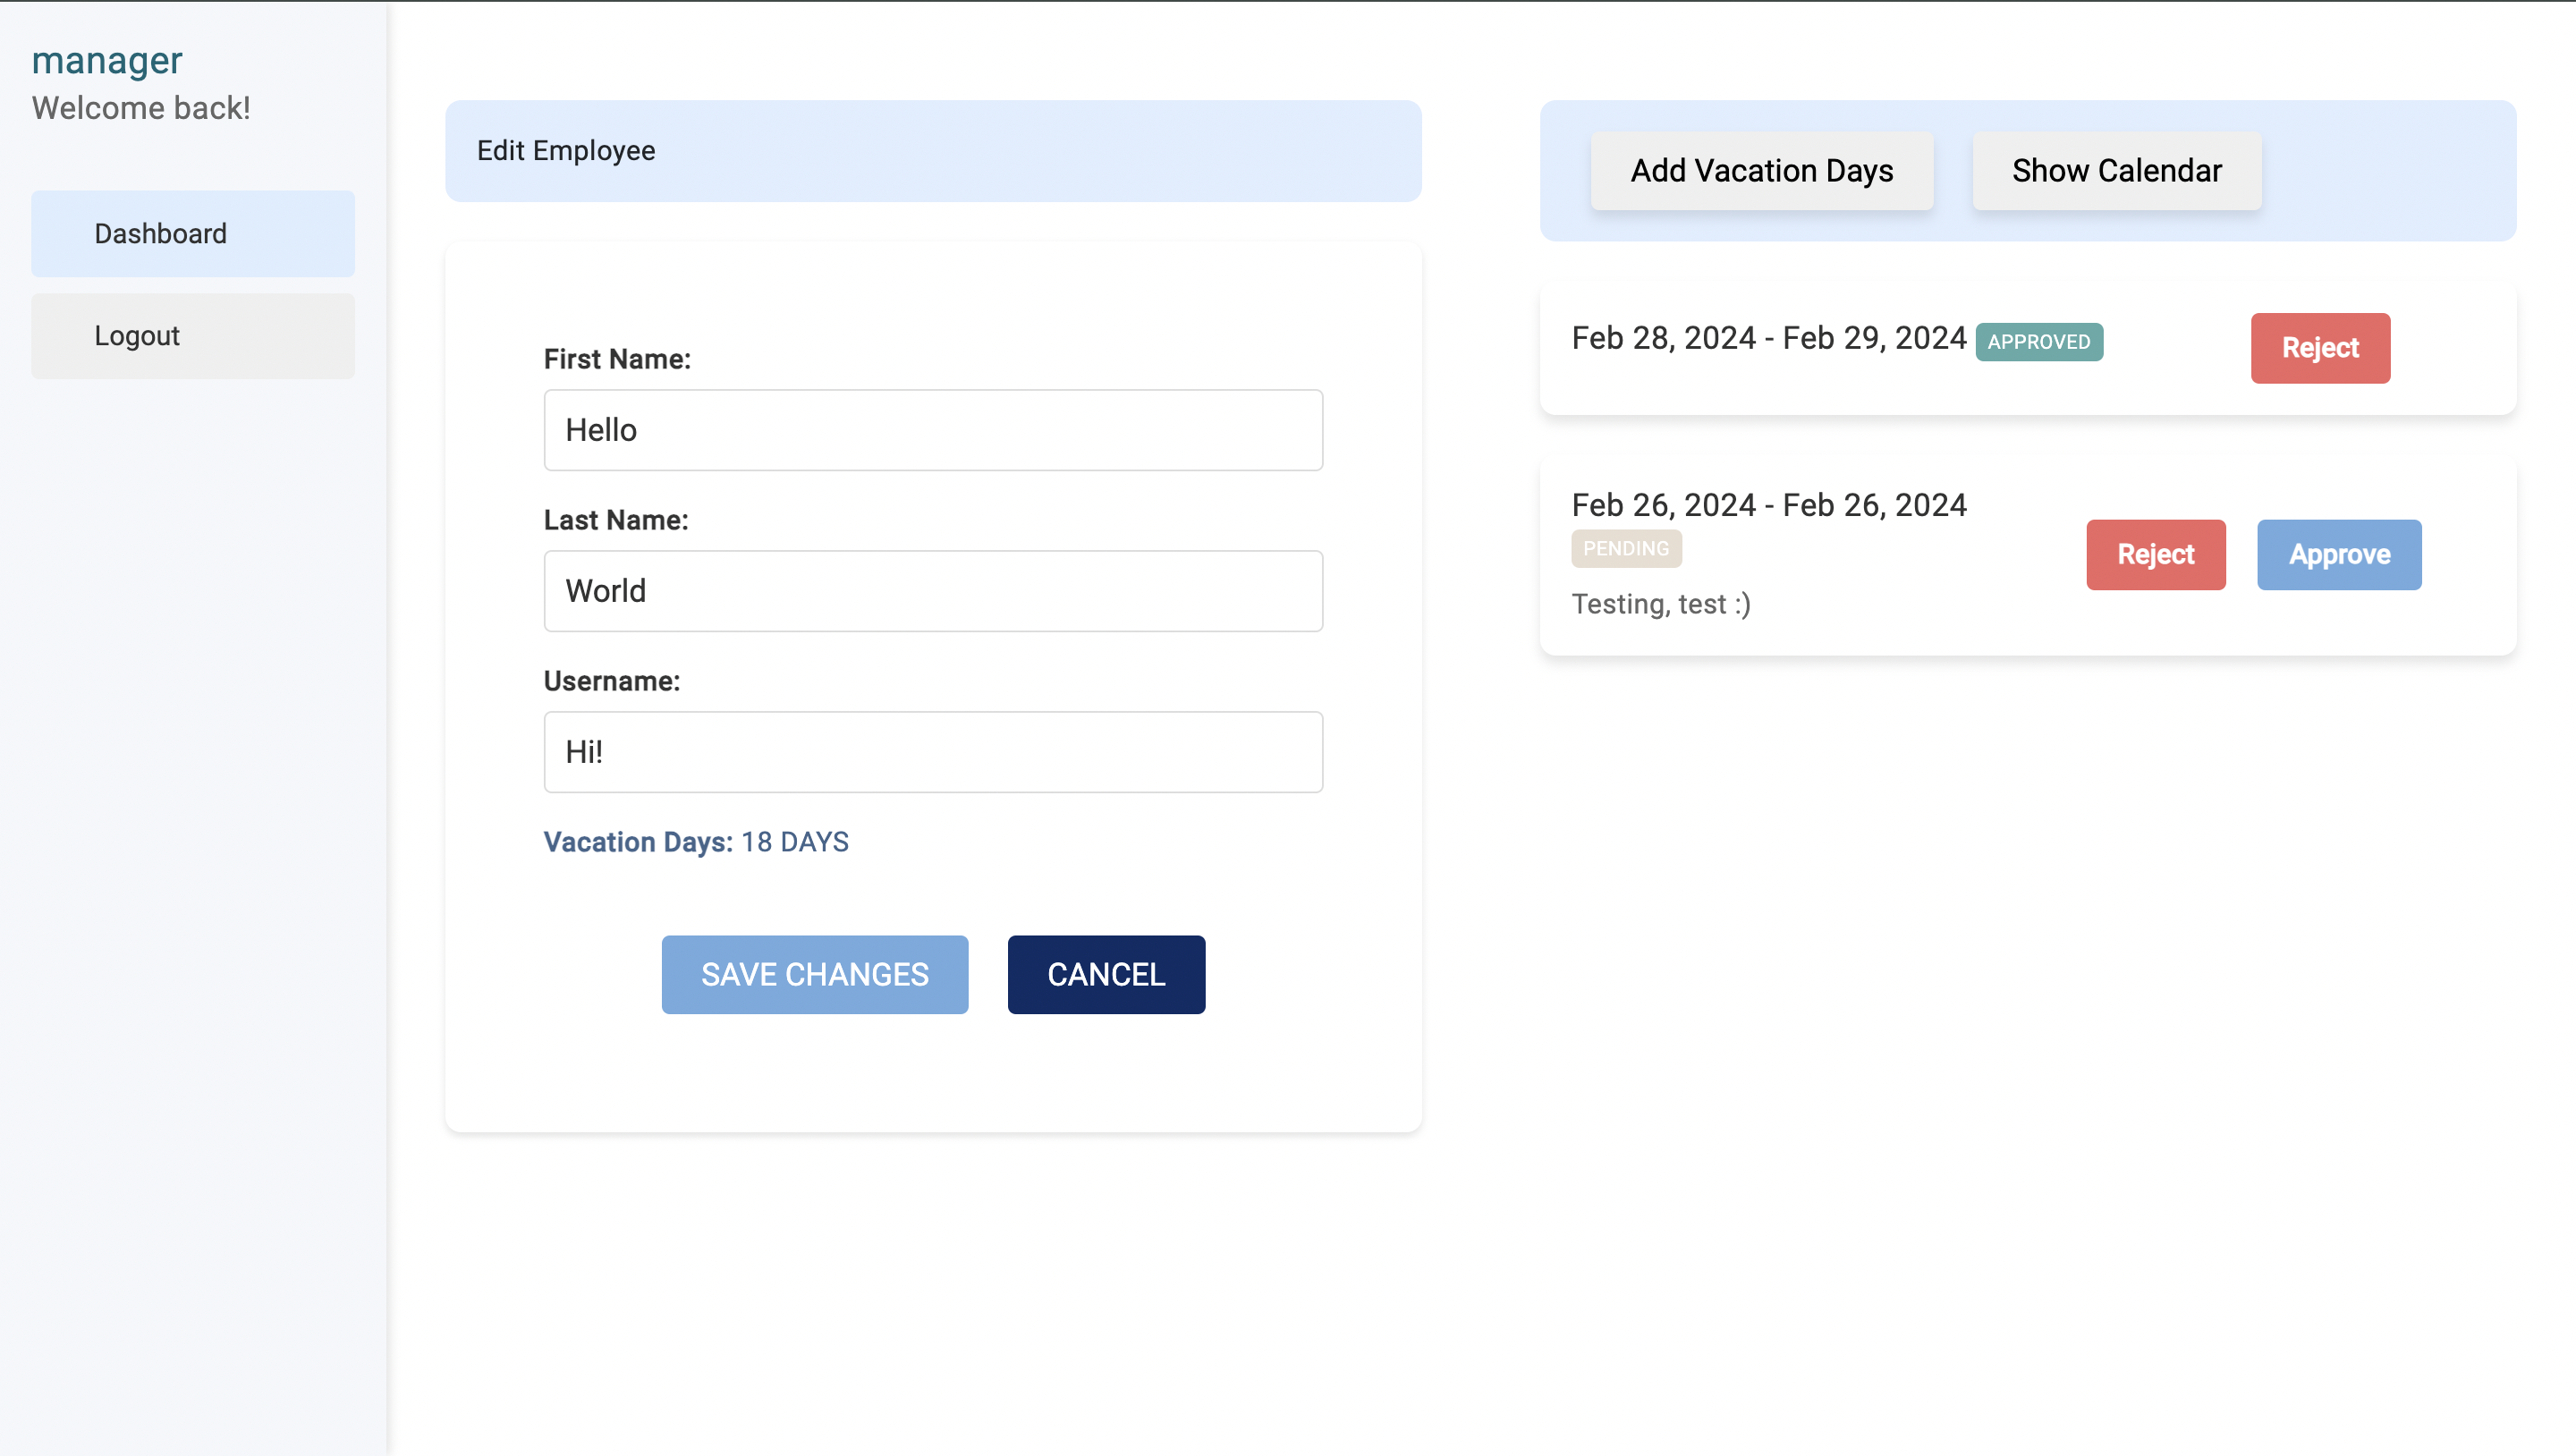 manager
Welcome back!
Dashboard
Logout
Edit Employee
First Name:
Hello
Last Name:
World
Username:
Hi!
Vacation Days: 18 DAYS
SAVE CHANGES CANCEL
Add Vacation Days Show Calendar
Feb 28, 2024 - Feb 29, 2024 APPROVED Reject
Feb 26, 2024 - Feb 26, 2024
PENDING
Reject Approve
Testing, test :)